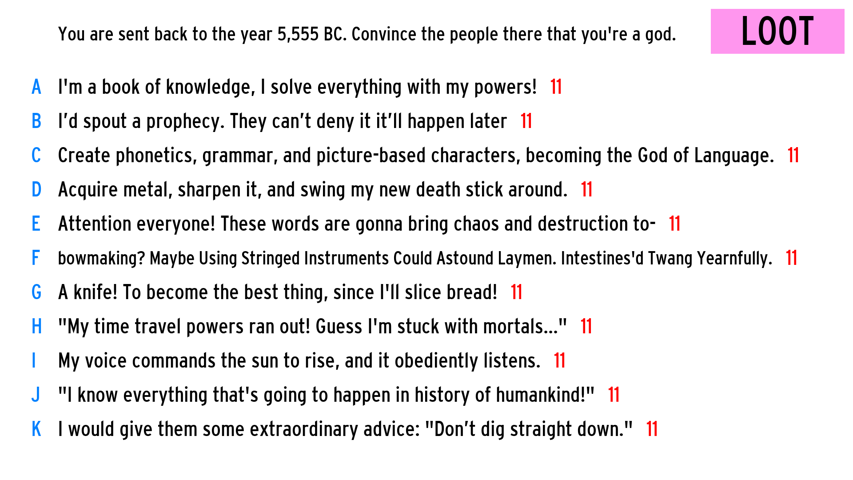 You are sent back to the year 5,555 BC. Convince the people there that you're a god.
LOOT
A I'm a book of knowledge, I solve everything with my powers! 11
B I’d spout a prophecy. They can’t deny it it’ll happen later 11
C Create phonetics, grammar, and picture-based characters, becoming the God of Language. 11
D Acquire metal, sharpen it, and swing my new death stick around. 11
E Attention everyone! These words are gonna bring chaos and destruction to- 11
F bowmaking? Maybe Using Stringed Instruments Could Astound Laymen. Intestines'd Twang Yearnfully. 11
G A knife! To become the best thing, since I'll slice bread! 11
H "My time travel powers ran out! Guess I'm stuck with mortals..." 11
I My voice commands the sun to rise, and it obediently listens. 11
J "I know everything that's going to happen in history of humankind!" 11
K I would give them some extraordinary advice: "Don’t dig straight down." 11